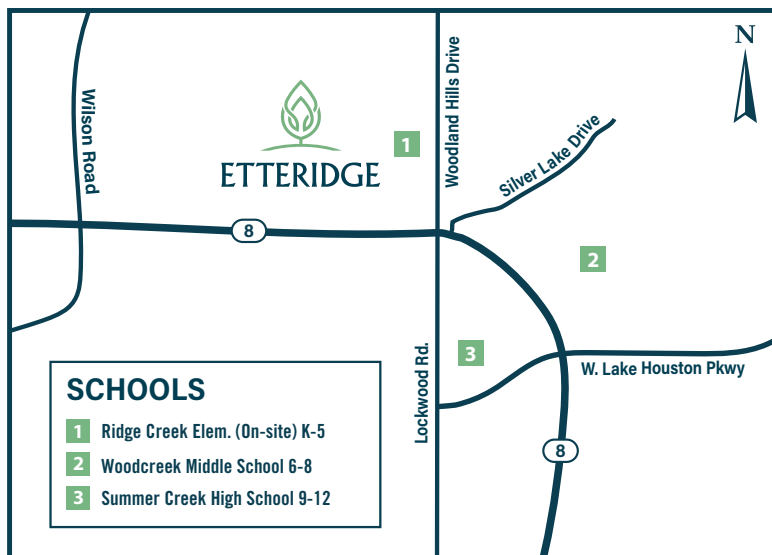 N
Wilson Road
Woodland Hills Drive
Silver Lake Drive
1
ETTERIDGE
8
2
3
Lockwood Rd.
W. Lake Houston Pkwy
8
SCHOOLS
1 Ridge Creek Elem. (On-site) K-5
2 Woodcreek Middle School 6-8
3 Summer Creek High School 9-12